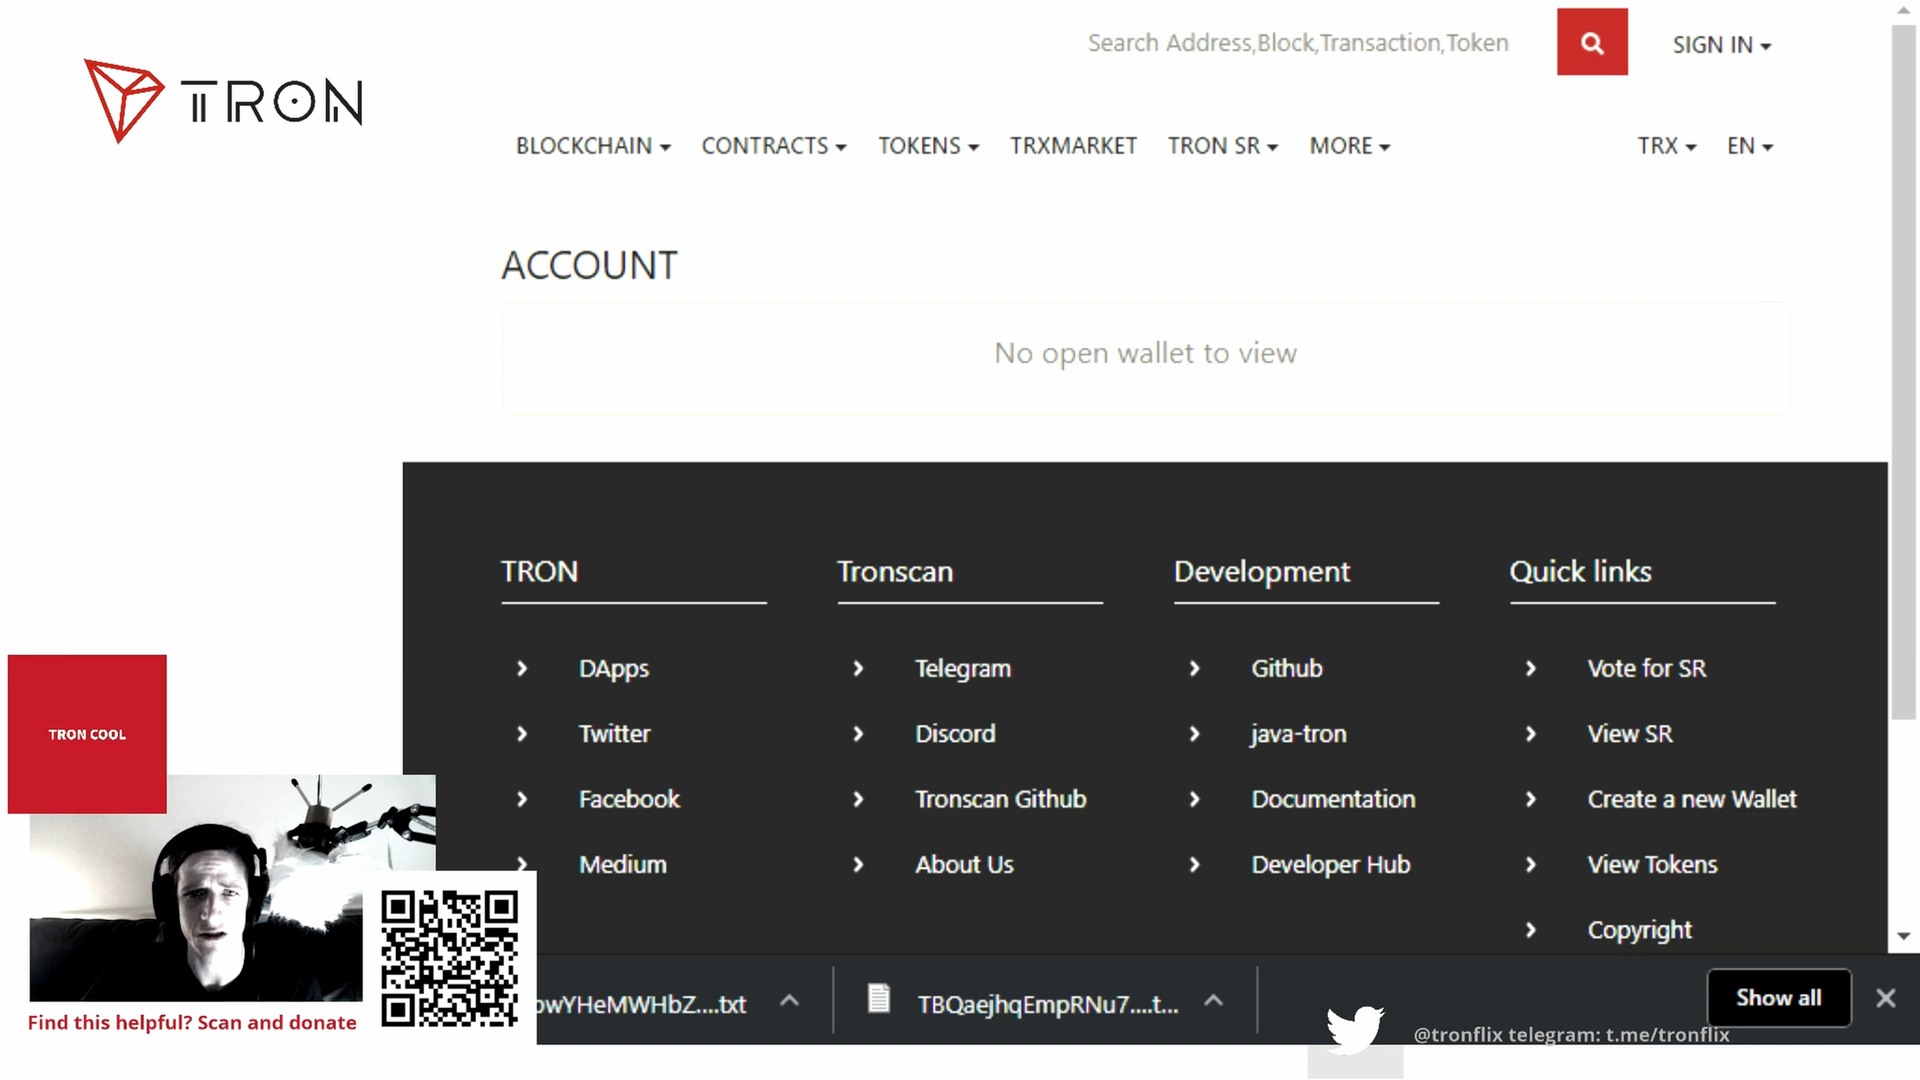 Search Address,Block,Transaction,Token
SIGN IN
TRON
BLOCKCHAIN
CONTRACTS
TOKENS
TRXMARKET
TRON SR
MORE
TRX
EN
ACCOUNT
No open wallet to view
TRON
DApps
Twitter
Facebook
Medium
Tronscan
Telegram
Discord
Tronscan Github
About Us
Development
Github
java-tron
Documentation
Developer Hub
Quick links
Vote for SR
View SR
Create a new Wallet
View Tokens
Copyright
TRON COOL
Find this helpful? Scan and donate
owYHeMWHbZ....txt
TBQaejhqEmpRNu7....t...
Show all
@tronflix telegram: t.me/tronflix